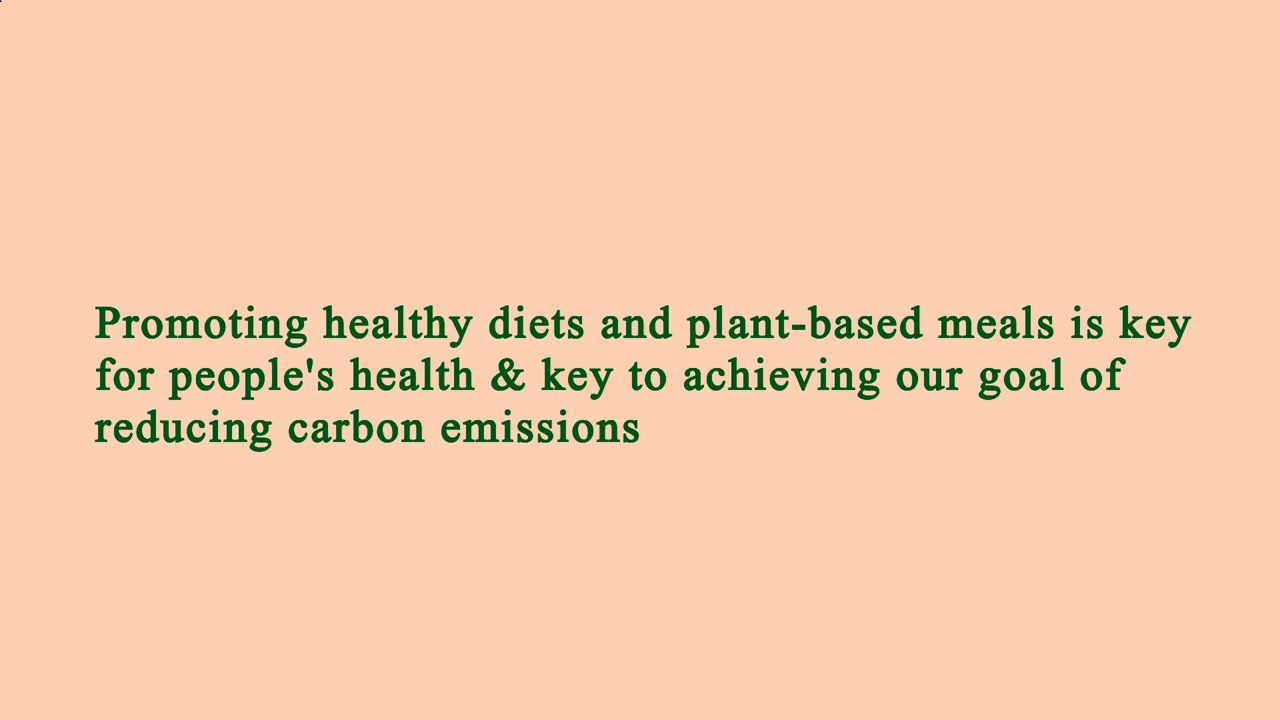 Promoting healthy diets and plant-based meals is key
for people's health & key to achieving our goal of
reducing carbon emissions